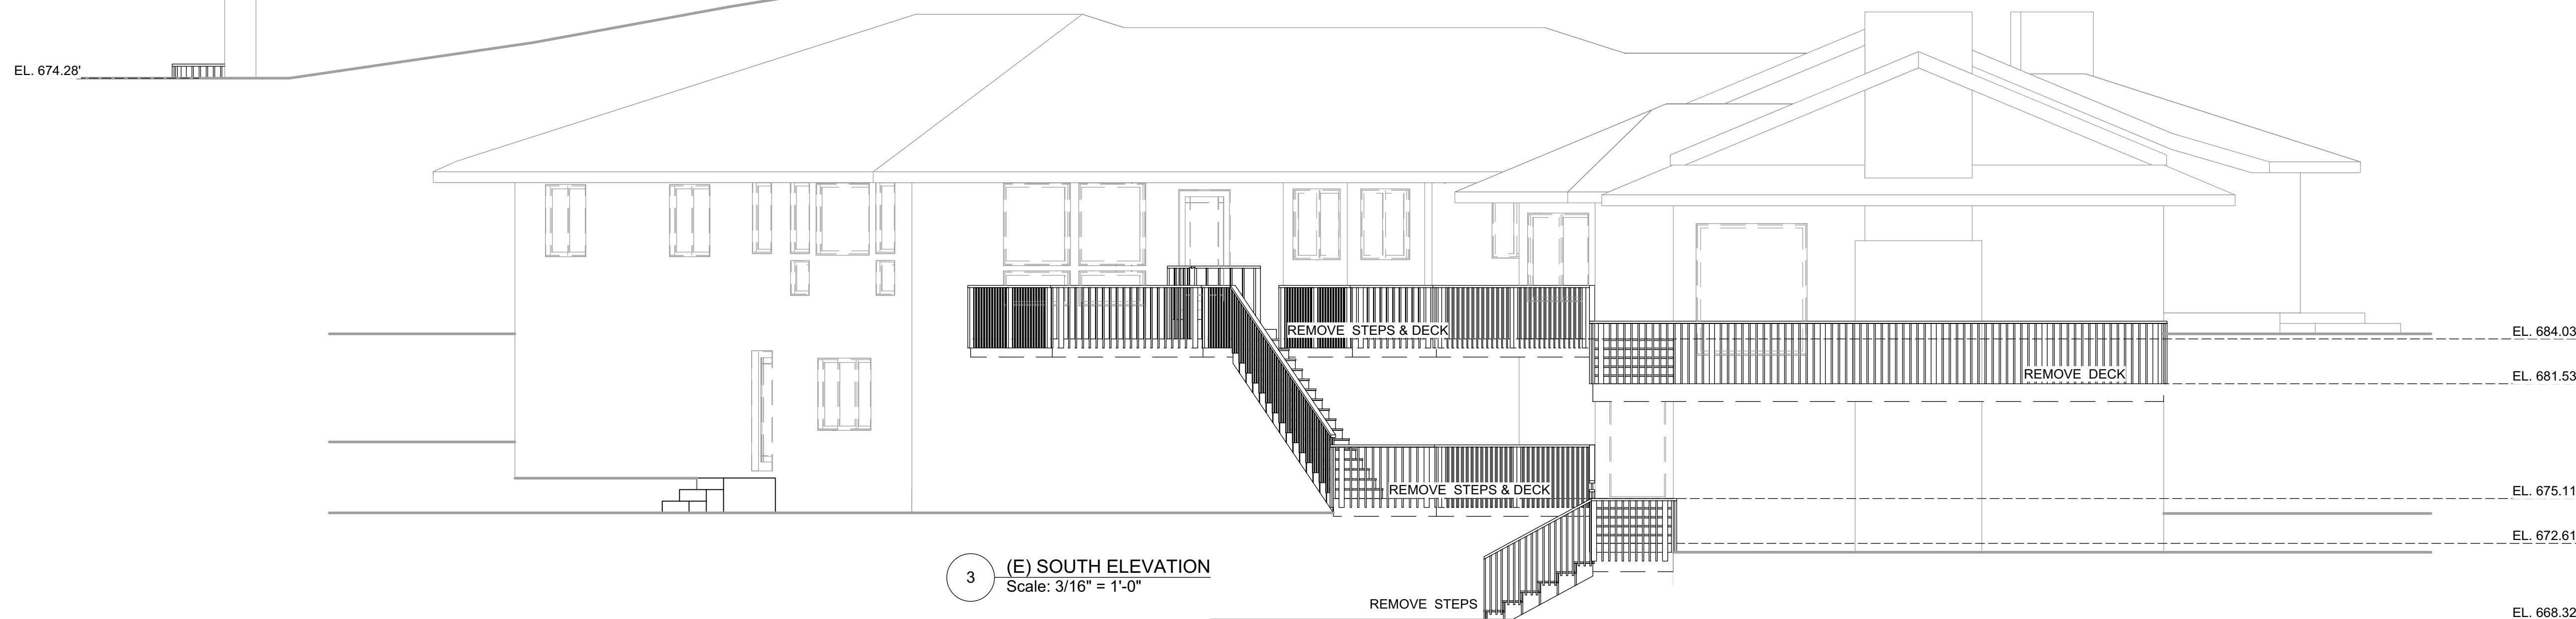 EL. 674.28'
REMOVE STEPS & DECK
EL. 684.03
REMOVE DECK
EL. 681.53
REMOVE STEPS & DECK
EL. 675.11
EL. 672.61
3
(E) SOUTH ELEVATION
Scale: 3/16" = 1'-0"
REMOVE STEPS
EL. 668.32